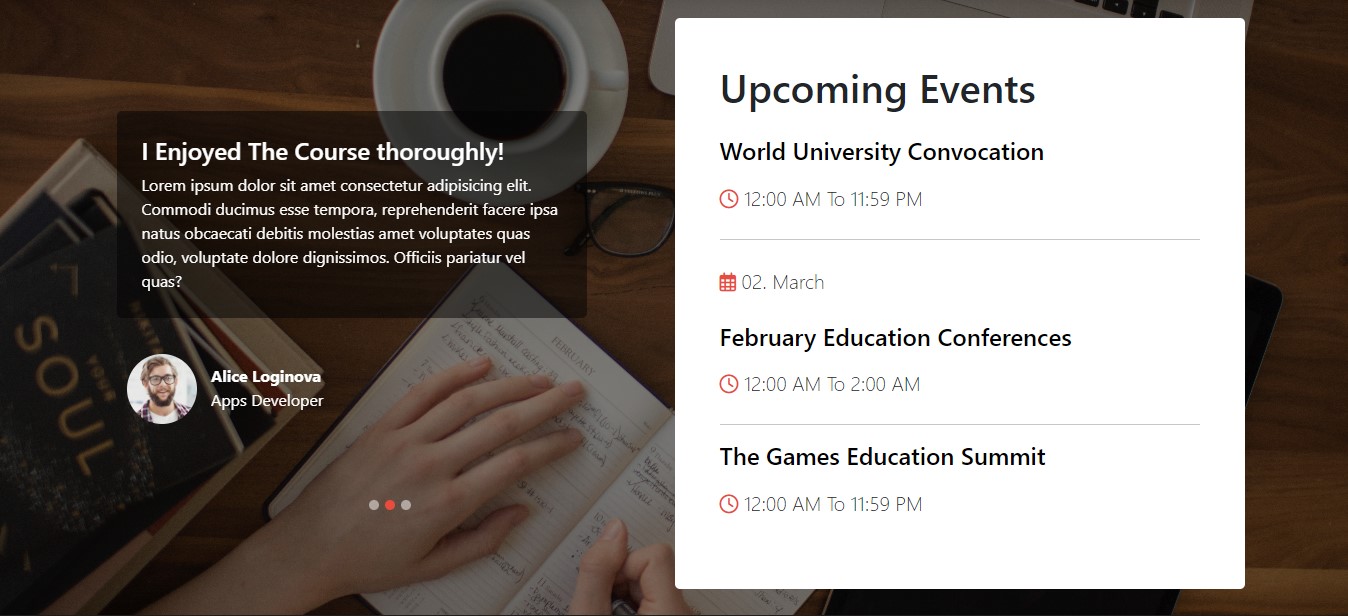 I Enjoyed The Course thoroughly!
Lorem ipsum dolor sit amet consectetur adipisicing elit.
Commodi ducimus esse tempora, reprehenderit facere ipsa
natus obcaecati debitis molestias amet voluptates quas
odio, voluptate dolore dignissimos. Officiis pariatur vel
quas?
Alice Loginova
Apps Developer
Upcoming Events
World University Convocation
12:00 AM To 11:59 PM
02. March
February Education Conferences
12:00 AM To 2:00 AM
The Games Education Summit
12:00 AM To 11:59 PM
YOUR
SOUL
FEBRUARY